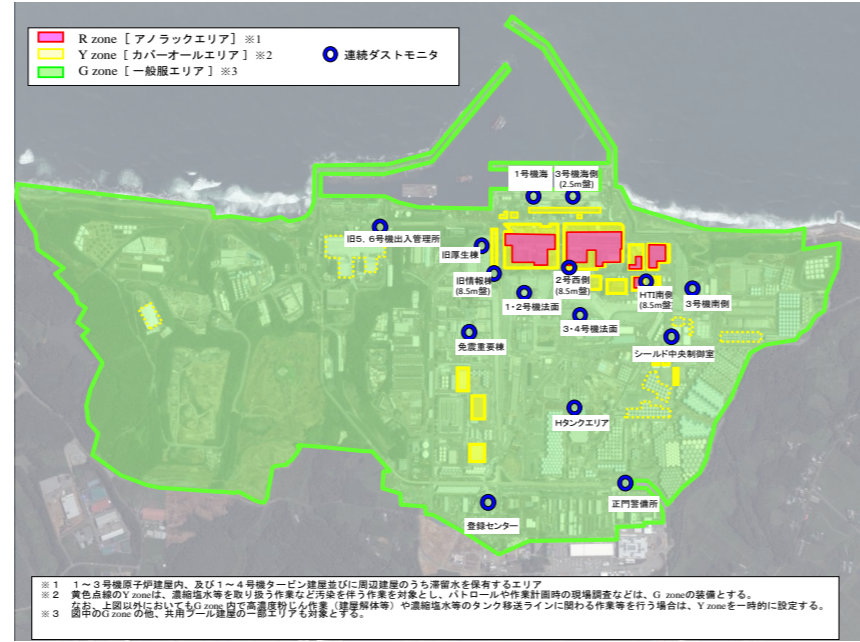 R zone [ アノラックエリア] ※1
Y zone [ カバーオールエリア ] ※2
G zone [ 一般服エリア ] ※3
連続ダストモニタ
1号機海
3号機海側
(2.5m盤)
旧5、6号機出入管理所
旧厚生棟
旧情報棟
(8.5m盤)
2号西側
(8.5m盤)
HTI南側
(8.5m盤)
1・2号機法面
3号機南側
3・4号機法面
免震重要棟
シールド中央制御室
Hタンクエリア
正門警備所
登録センター
※1 1~3号機原子炉建屋内、及び1~4号機タービン建屋並びに周辺建屋のうち滞留水を保有するエリア
※2 黄色点線のY zoneは、濃縮塩水等を取り扱う作業など汚染を伴う作業を対象とし、パトロールや作業計画時の現場調査などは、G zoneの装備とする。
なお、上図以外においてもG zone 内で高濃度粉じん作業(建屋解体等)や濃縮塩水等のタンク移送ラインに関わる作業等を行う場合は、Y zoneを一時的に設定する。
※3 図中のG zone の他、共用プール建屋の一部エリアも対象とする。